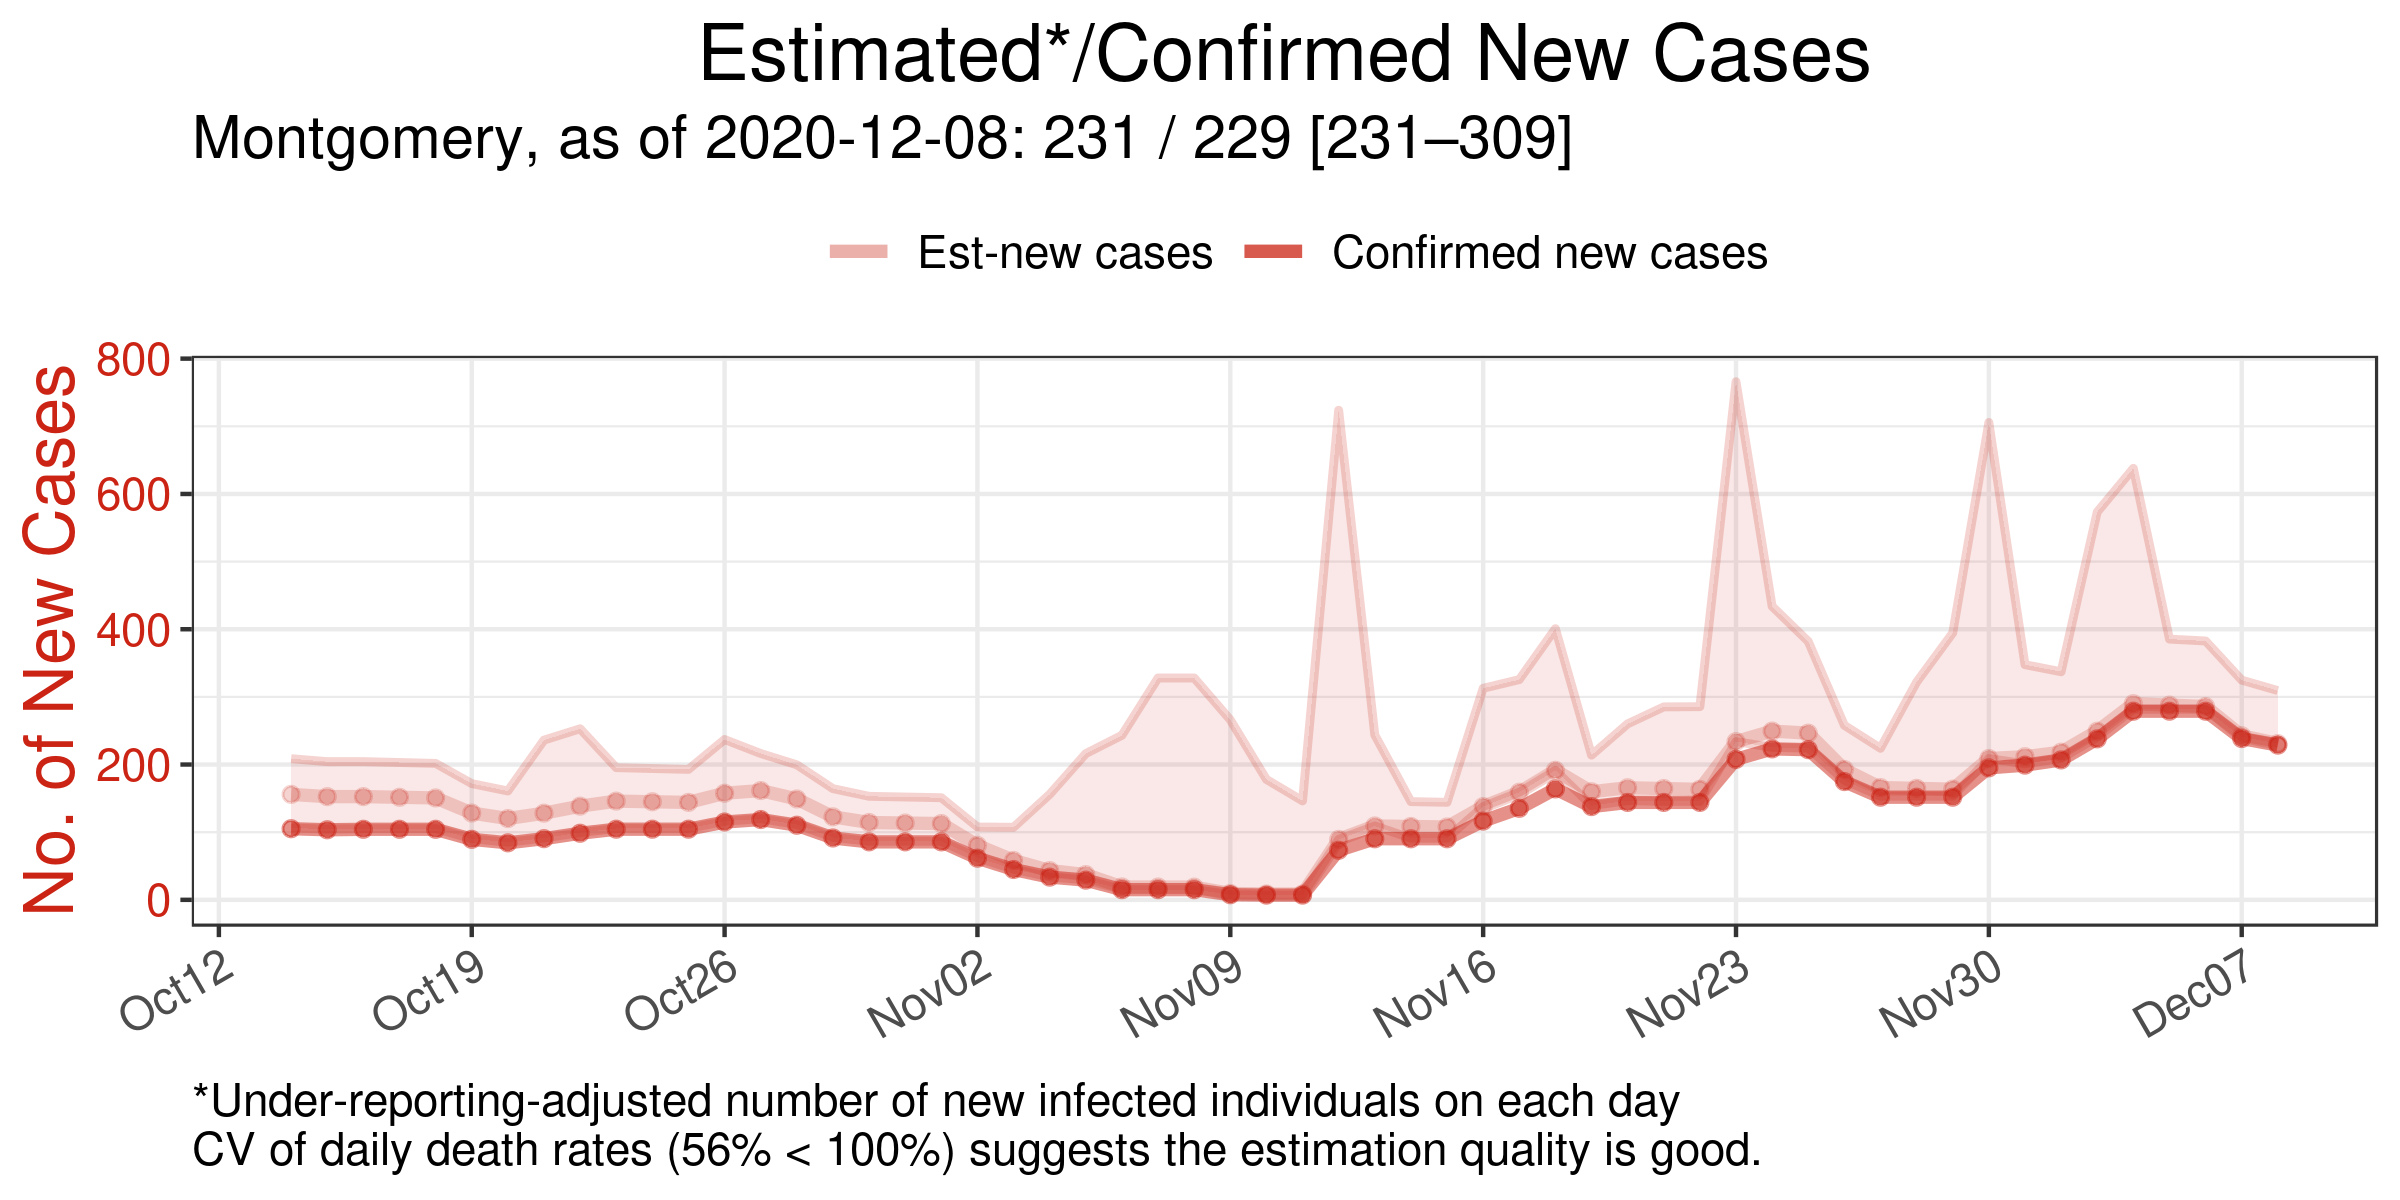 Estimated*/Confirmed New Cases
Montgomery, as of 2020-12-08: 231 / 229 [231–309]
Est-new cases
Confirmed new cases
No. of New Cases
800
600
400
200
0
Oct12
Oct19
Oct26
Nov02
Nov09
Nov16
Nov23
Nov30
Dec07
*Under-reporting-adjusted number of new infected individuals on each day
CV of daily death rates (56% < 100%) suggests the estimation quality is good.